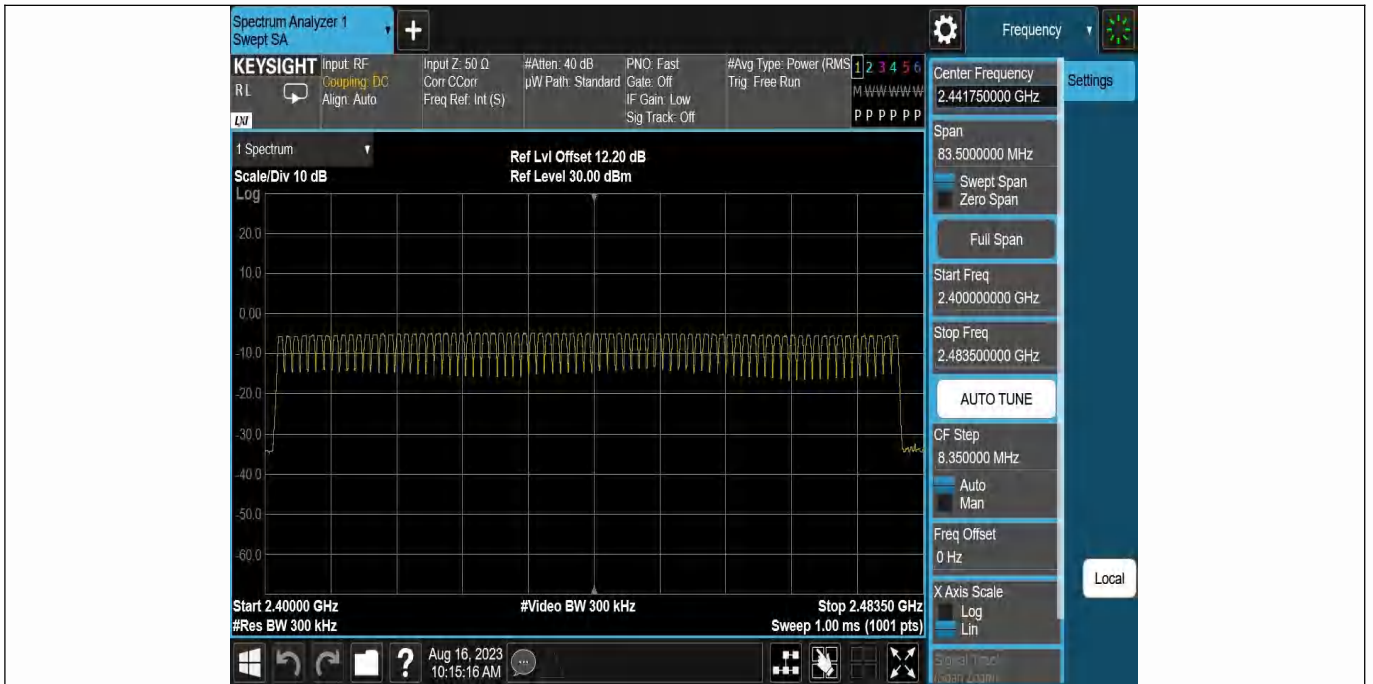 Spectrum Analyzer 1
Swept SA
+
Frequency
KEYSIGHT
RL
LXI
Input: RF
Coupling: DC
Align: Auto
Input Z: 50 Ω
Corr CCorr
Freq Ref: Int (S)
#Atten: 40 dB
µW Path: Standard
PNO: Fast
Gate: Off
IF Gain: Low
Sig Track: Off
#Avg Type: Power (RMS
Trig: Free Run
1 2 3 4 5 6
M W W W W W
P P P P P P
1 Spectrum
Scale/Div 10 dB
Log
Ref Lvl Offset 12.20 dB
Ref Level 30.00 dBm
20.0
10.0
0.00
-10.0
-20.0
-30.0
-40.0
-50.0
-60.0
Start 2.40000 GHz
#Res BW 300 kHz
#Video BW 300 kHz
Stop 2.48350 GHz
Sweep 1.00 ms (1001 pts)
Center Frequency
2.441750000 GHz
Settings
Span
83.5000000 MHz
Swept Span
Zero Span
Full Span
Start Freq
2.400000000 GHz
Stop Freq
2.483500000 GHz
AUTO TUNE
CF Step
8.350000 MHz
Auto
Man
Freq Offset
0 Hz
X Axis Scale
Log
Lin
Signal Track
(Span Zoom)
Local
?
Aug 16, 2023
10:15:16 AM